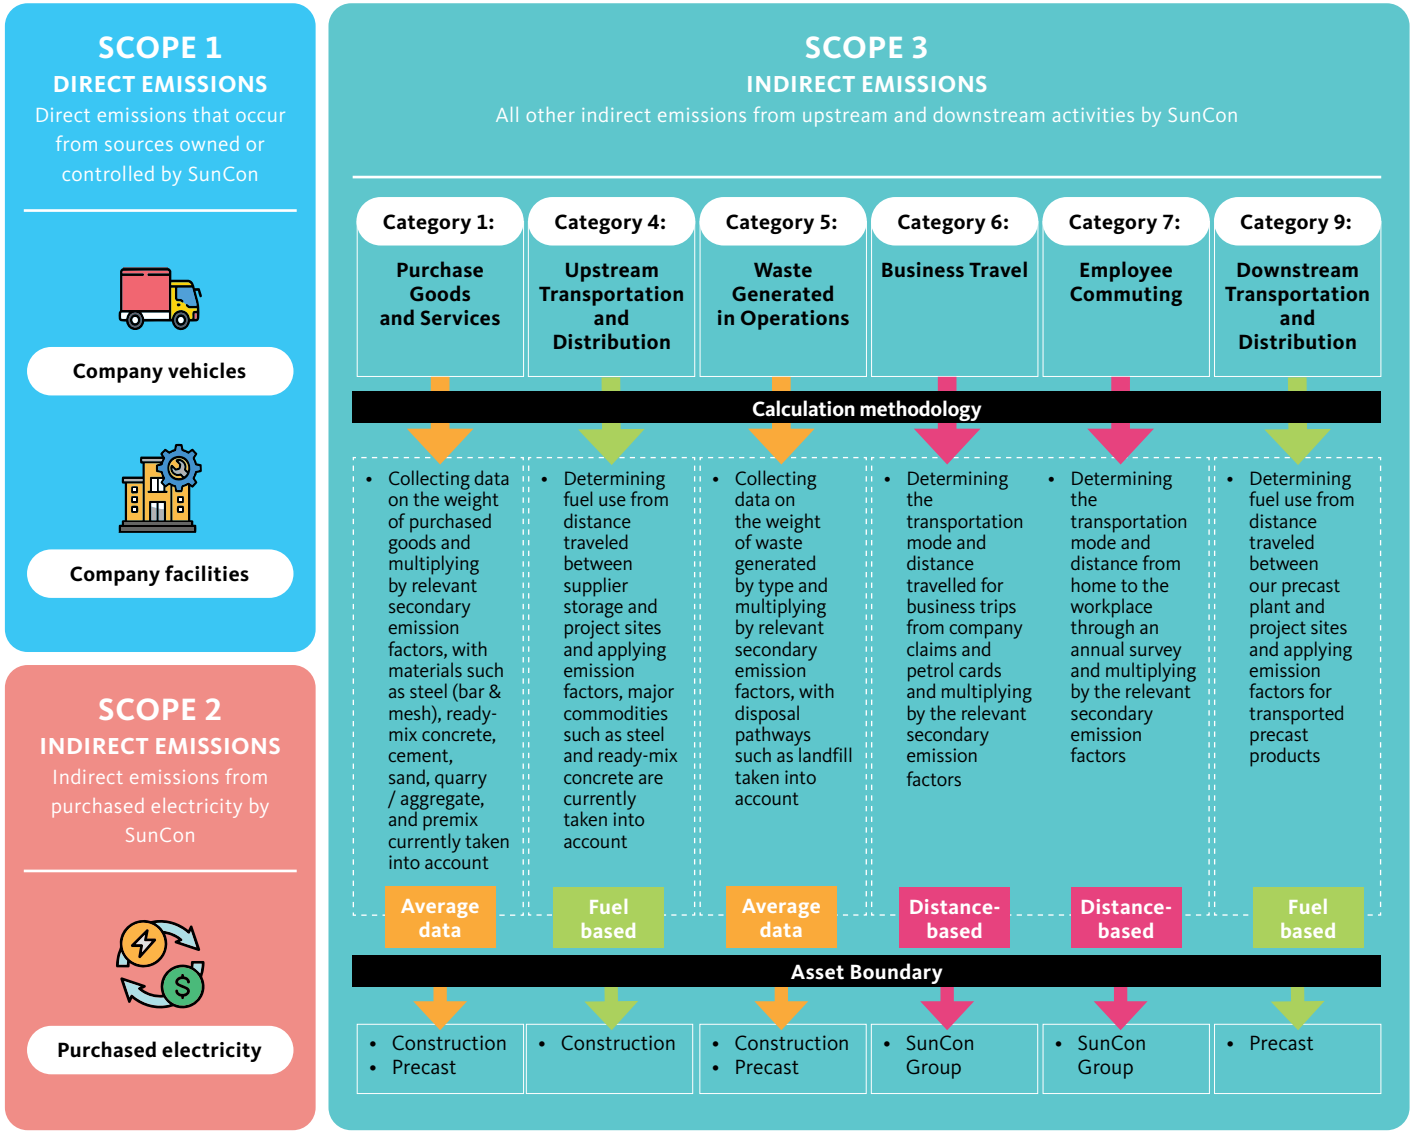 SCOPE 1
DIRECT EMISSIONS
Direct emissions that occur
from sources owned or
controlled by SunCon
Company vehicles
Company facilities
SCOPE 2
INDIRECT EMISSIONS
Indirect emissions from
purchased electricity by
SunCon
Purchased electricity
SCOPE 3
INDIRECT EMISSIONS
All other indirect emissions from upstream and downstream activities by SunCon
Category 1:
Purchase
Goods
and Services
Category 4:
Upstream
Transportation
and
Distribution
Category 5:
Waste
Generated
in Operations
Category 6:
Business Travel
Category 7:
Employee
Commuting
Category 9:
Downstream
Transportation
and
Distribution
Calculation methodology
• Collecting data
on the weight
of purchased
goods and
multiplying
by relevant
secondary
emission
factors, with
materials such
as steel (bar &
mesh), ready-
mix concrete,
cement,
sand, quarry
/ aggregate,
and premix
currently taken
into account
Average
data
• Determining
fuel use from
distance
traveled
between
supplier
storage and
project sites
and applying
emission
factors, major
commodities
such as steel
and ready-mix
concrete are
currently
taken into
account
Fuel
based
• Collecting
data on
the weight
of waste
generated
by type and
multiplying
by relevant
secondary
emission
factors, with
disposal
pathways
such as landfill
taken into
account
Average
data
• Determining
the
transportation
mode and
distance
travelled for
business trips
from company
claims and
petrol cards
and multiplying
by the relevant
secondary
emission
factors
Distance-
based
• Determining
the
transportation
mode and
distance from
home to the
workplace
through an
annual survey
and multiplying
by the relevant
secondary
emission
factors
Distance-
based
• Determining
fuel use from
distance
traveled
between
our precast
plant and
project sites
and applying
emission
factors for
transported
precast
products
Fuel
based
Asset Boundary
• Construction
• Precast
• Construction
• Construction
• Precast
• SunCon
Group
• SunCon
Group
• Precast